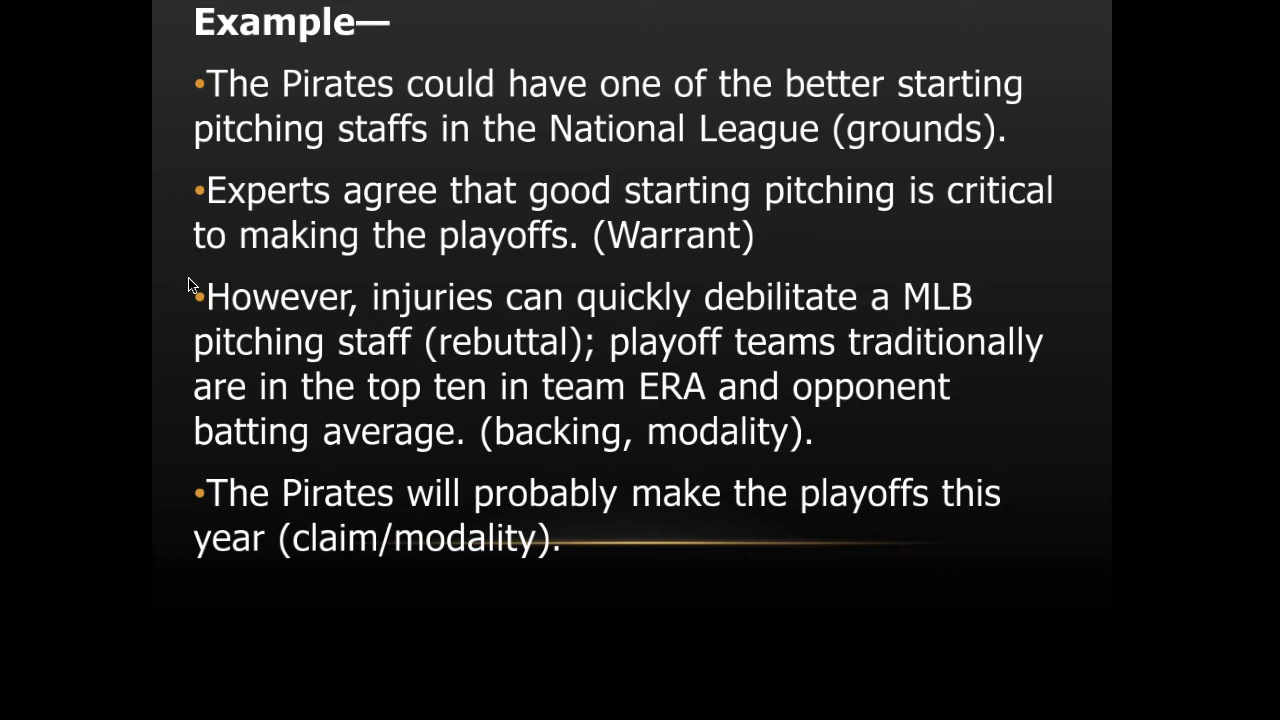 Example—
•The Pirates could have one of the better starting
pitching staffs in the National League (grounds).
•Experts agree that good starting pitching is critical
to making the playoffs. (Warrant)
•However, injuries can quickly debilitate a MLB
pitching staff (rebuttal); playoff teams traditionally
are in the top ten in team ERA and opponent
batting average. (backing, modality).
•The Pirates will probably make the playoffs this
year (claim/modality).